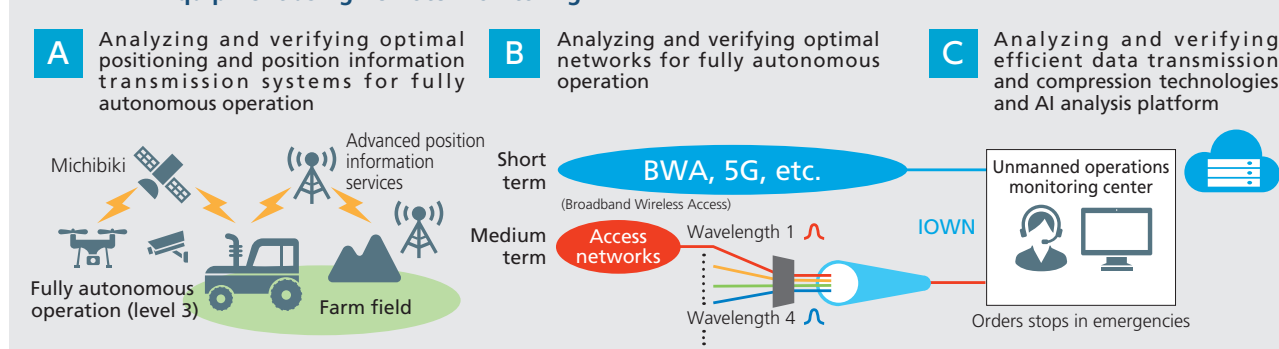 A
Analyzing and verifying optimal
positioning and position information
transmission systems for fully
autonomous operation
B
Analyzing and verifying optimal
networks for fully autonomous
operation
C
Analyzing and verifying
efficient data transmission
and compression technologies
and AI analysis platform
Michibiki
Advanced position
information
services
Fully autonomous
operation (level 3)
Farm field
Short
term
BWA, 5G, etc.
(Broadband Wireless Access)
Medium
term
Access
networks
Wavelength 1
Wavelength 4
IOWN
Unmanned operations
monitoring center
Orders stops in emergencies